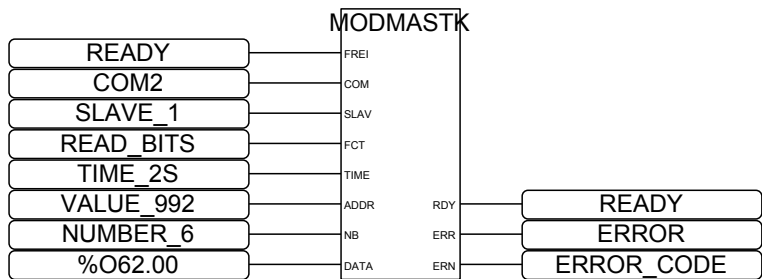 MODMASTK
READY FREI
COM2 COM
SLAVE_1 SLAV
READ_BITS FCT
TIME_2S TIME
VALUE_992 ADDR RDY READY
NUMBER_6 NB ERR ERROR
%O62.00 DATA ERN ERROR_CODE